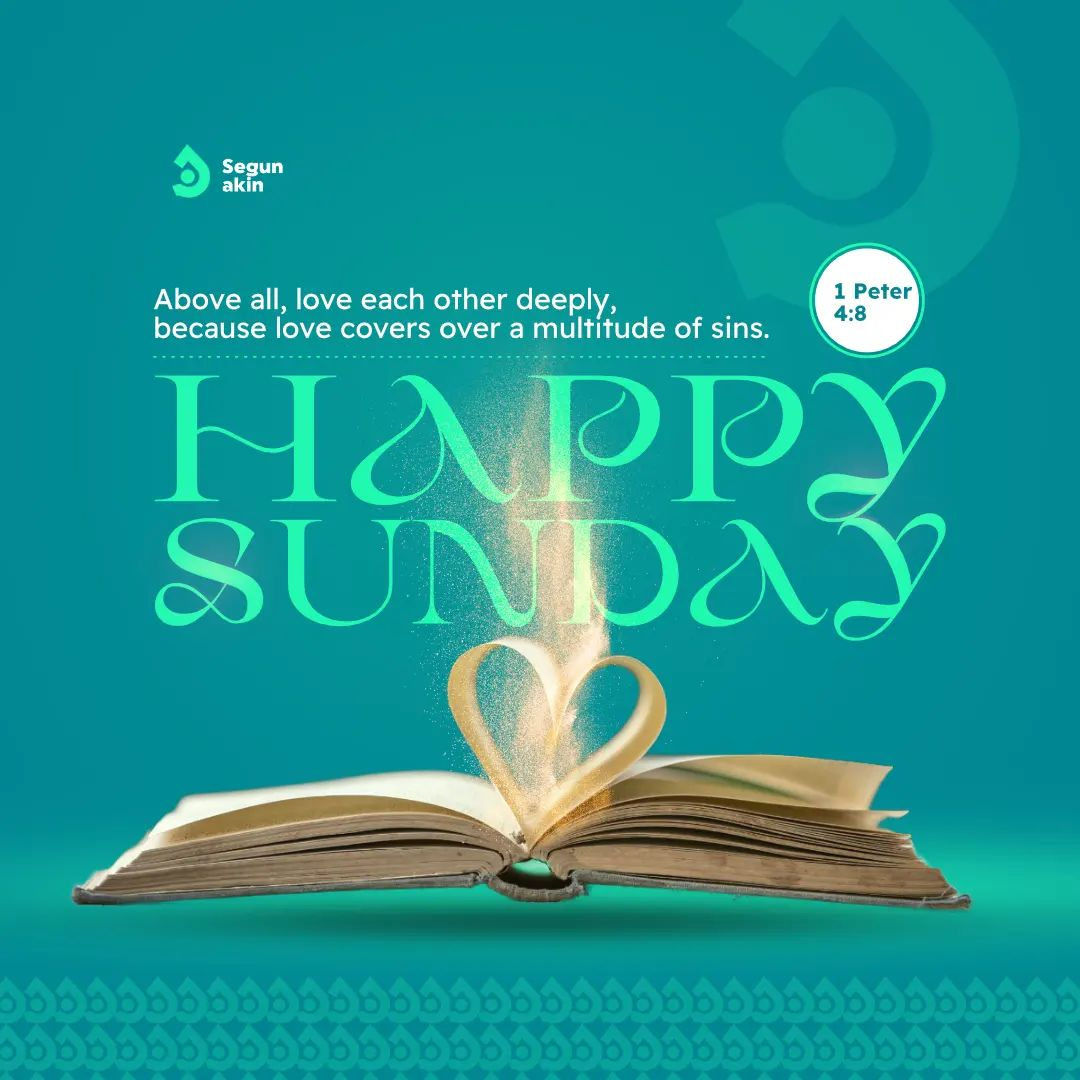 Segun
akin
Above all, love each other deeply,
because love covers over a multitude of sins.
1 Peter
4:8
HAPPY
SUNDAY